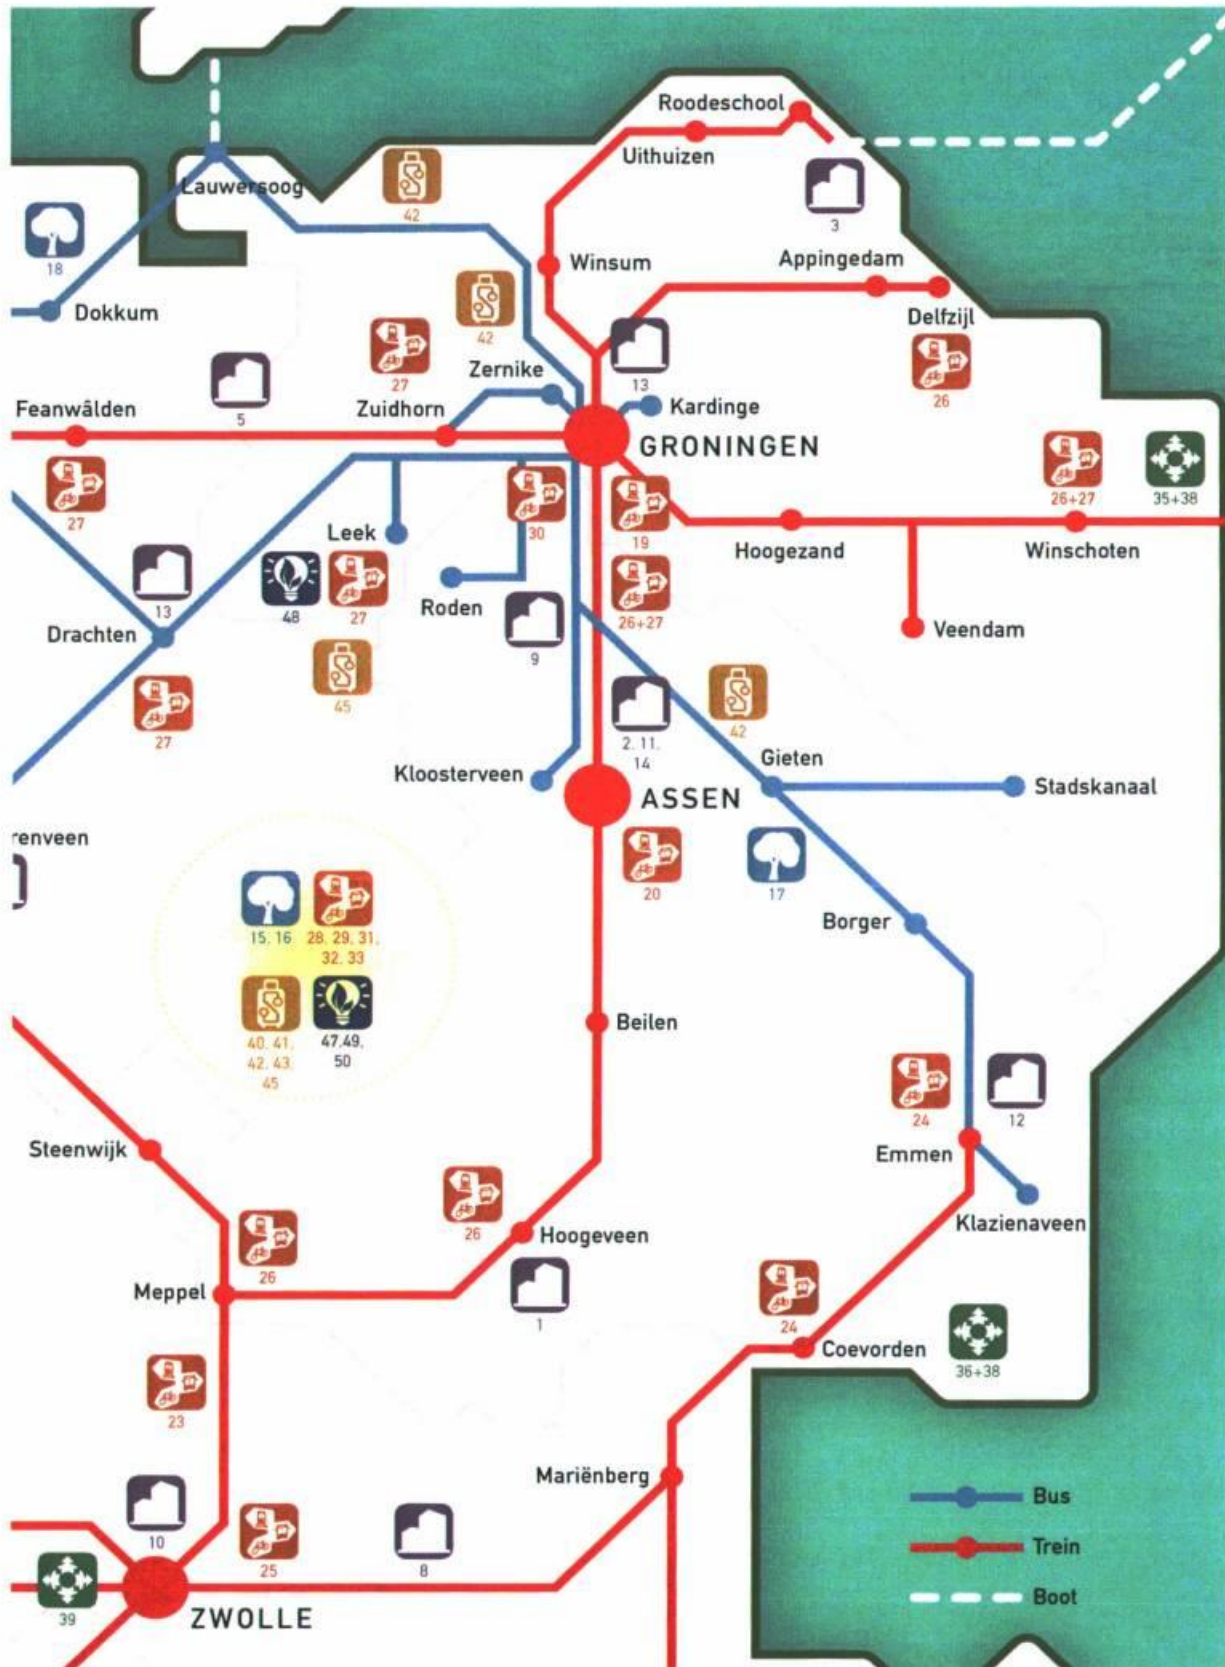 Roodeschool
Uithuizen
Lauwersoog
42
3
18
Winsum
Appingedam
Dokkum
42
Delfzijl
27
Zernike
13
26
5
Feanwâlden
Zuidhorn
Kardinge
GRONINGEN
27
30
19
26+27
35+38
Leek
Hoogezand
Winschoten
13
48
27
Roden
26+27
Drachten
9
Veendam
45
27
42
2, 11,
14
Kloosterveen
Gieten
ASSEN
Stadskanaal
renveen
20
17
15, 16
28, 29, 31,
32, 33
Borger
Beilen
40, 41,
42, 43,
45
47,49,
50
24
12
Steenwijk
Emmen
26
Hoogeveen
Klazienaveen
26
Meppel
1
24
Coevorden
36+38
23
Mariënberg
Bus
10
25
8
Trein
39
Boot
ZWOLLE